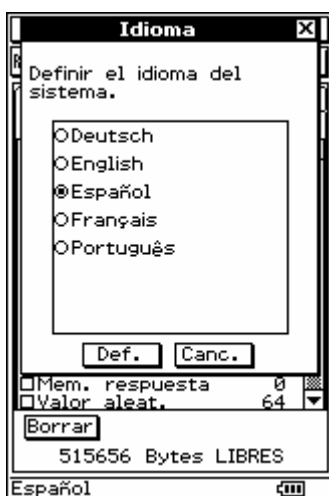 Idioma
Definir el idioma del
sistema.
Deutsch
English
Español
Français
Português
Def. Canc.
Mem. respuesta 0
Valor aleat. 64
Borrar
515656 Bytes LIBRES
Español